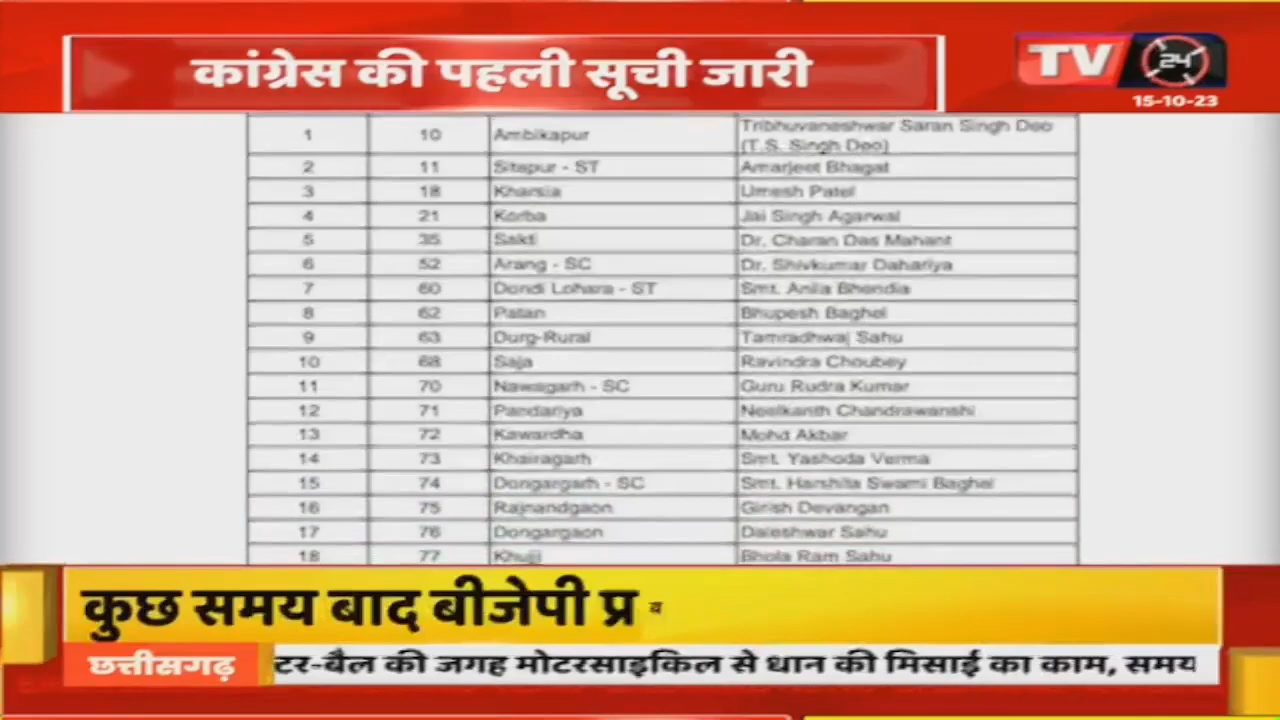 कांग्रेस की पहली सूची जारी
TV 24
15-10-23
1 10 Ambikapur Tribhuvaneshwar Saran Singh Deo
(T.S. Singh Deo)
2 11 Sitapur - ST Amarjeet Bhagat
3 18 Kharsia Umesh Patel
4 21 Korba Jai Singh Agarwal
5 35 Sakti Dr. Charan Das Mahant
6 52 Arang - SC Dr. Shivkumar Dahariya
7 60 Dondi Lohara - ST Smt. Anila Bhendia
8 62 Patan Bhupesh Baghel
9 63 Durg-Rural Tamradhwaj Sahu
10 68 Saja Ravindra Choubey
11 70 Nawagarh - SC Guru Rudra Kumar
12 71 Pandariya Neelkanth Chandrawanshi
13 72 Kawardha Mohd Akbar
14 73 Khairagarh Smt. Yashoda Verma
15 74 Dongargarh - SC Smt. Harshita Swami Baghel
16 75 Rajnandgaon Girish Devangan
17 76 Dongargaon Daleshwar Sahu
18 77 Khujji Bhola Ram Sahu
कुछ समय बाद बीजेपी प्र व
छत्तीसगढ़ टर-बैल की जगह मोटरसाइकिल से धान की मिसाई का काम, समय